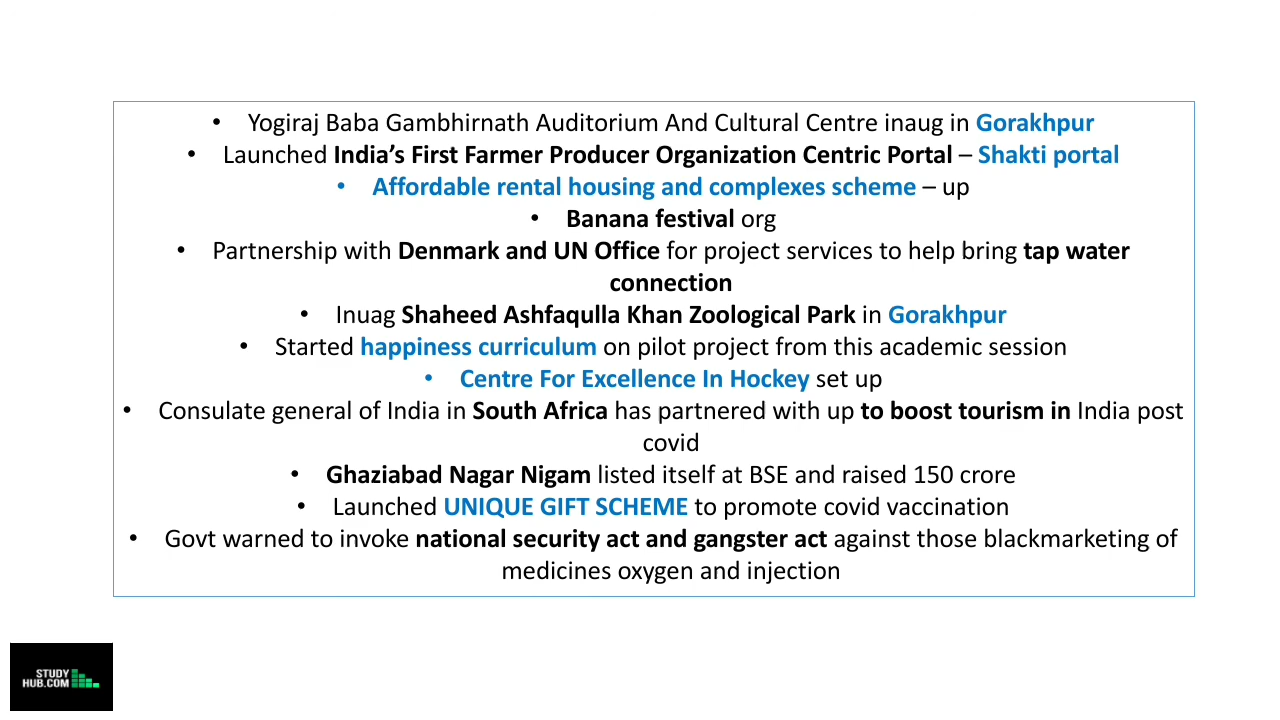 • Yogiraj Baba Gambhirnath Auditorium And Cultural Centre inaug in Gorakhpur
• Launched India’s First Farmer Producer Organization Centric Portal – Shakti portal
• Affordable rental housing and complexes scheme – up
• Banana festival org
• Partnership with Denmark and UN Office for project services to help bring tap water
connection
• Inuag Shaheed Ashfaqulla Khan Zoological Park in Gorakhpur
• Started happiness curriculum on pilot project from this academic session
• Centre For Excellence In Hockey set up
• Consulate general of India in South Africa has partnered with up to boost tourism in India post
covid
• Ghaziabad Nagar Nigam listed itself at BSE and raised 150 crore
• Launched UNIQUE GIFT SCHEME to promote covid vaccination
• Govt warned to invoke national security act and gangster act against those blackmarketing of
medicines oxygen and injection
STUDY
HUB.COM